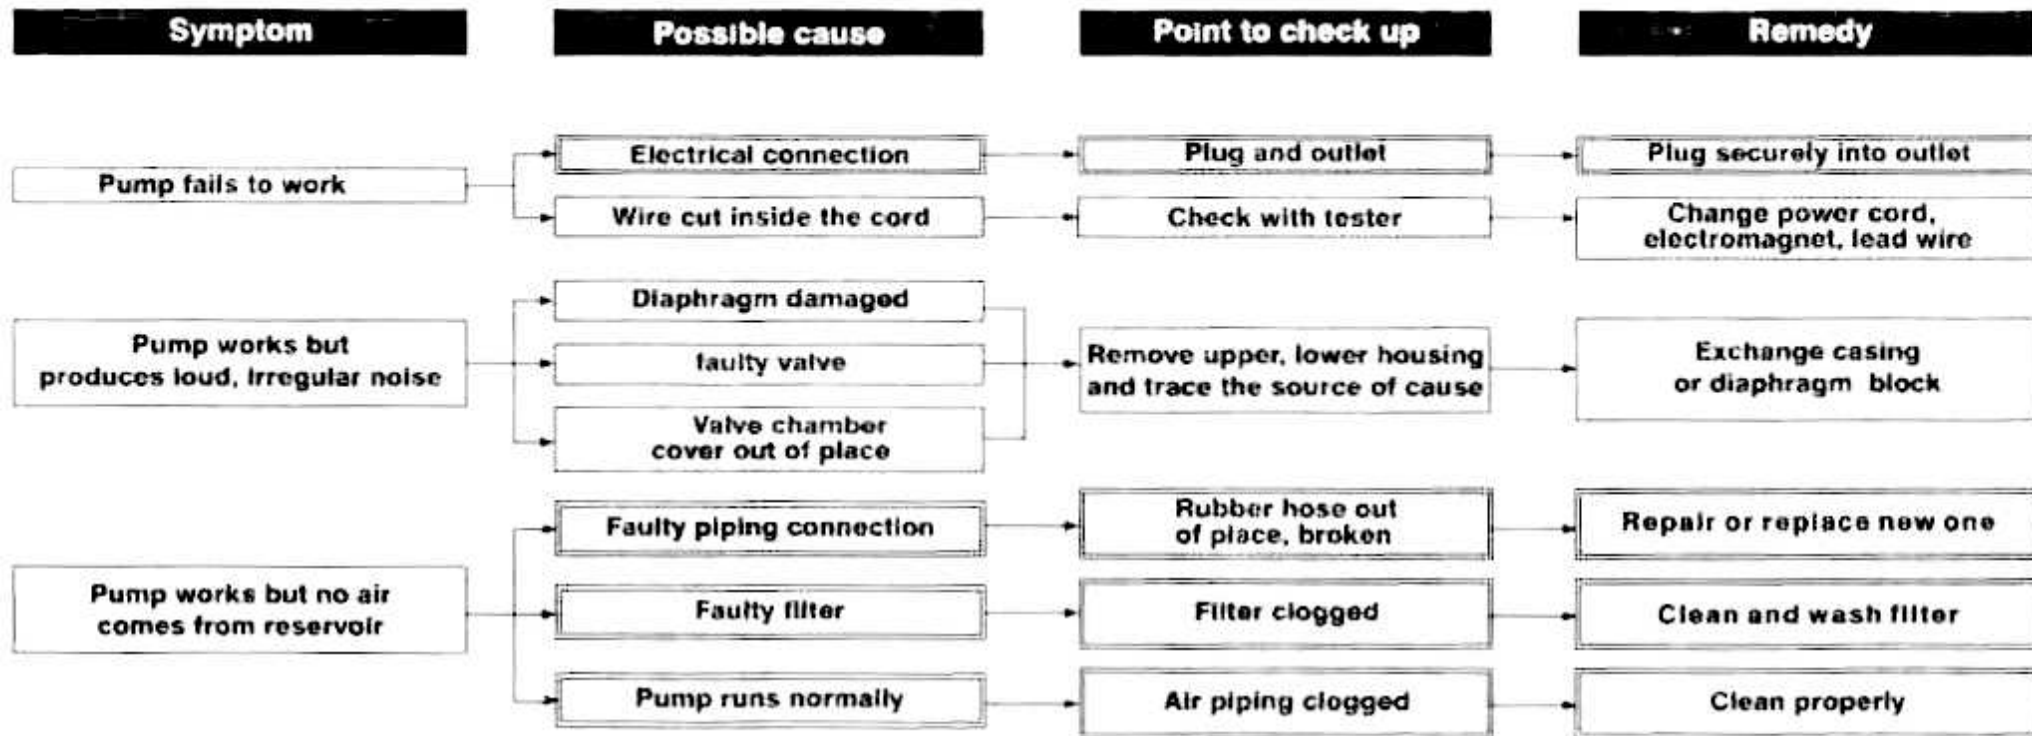 Symptom
Possible cause
Point to check up
Remedy
Pump fails to work
Electrical connection
Plug and outlet
Plug securely into outlet
Wire cut inside the cord
Check with tester
Change power cord,
electromagnet, lead wire
Pump works but
produces loud, irregular noise
Diaphragm damaged
faulty valve
Valve chamber
cover out of place
Remove upper, lower housing
and trace the source of cause
Exchange casing
or diaphragm block
Pump works but no air
comes from reservoir
Faulty piping connection
Rubber hose out
of place, broken
Repair or replace new one
Faulty filter
Filter clogged
Clean and wash filter
Pump runs normally
Air piping clogged
Clean properly